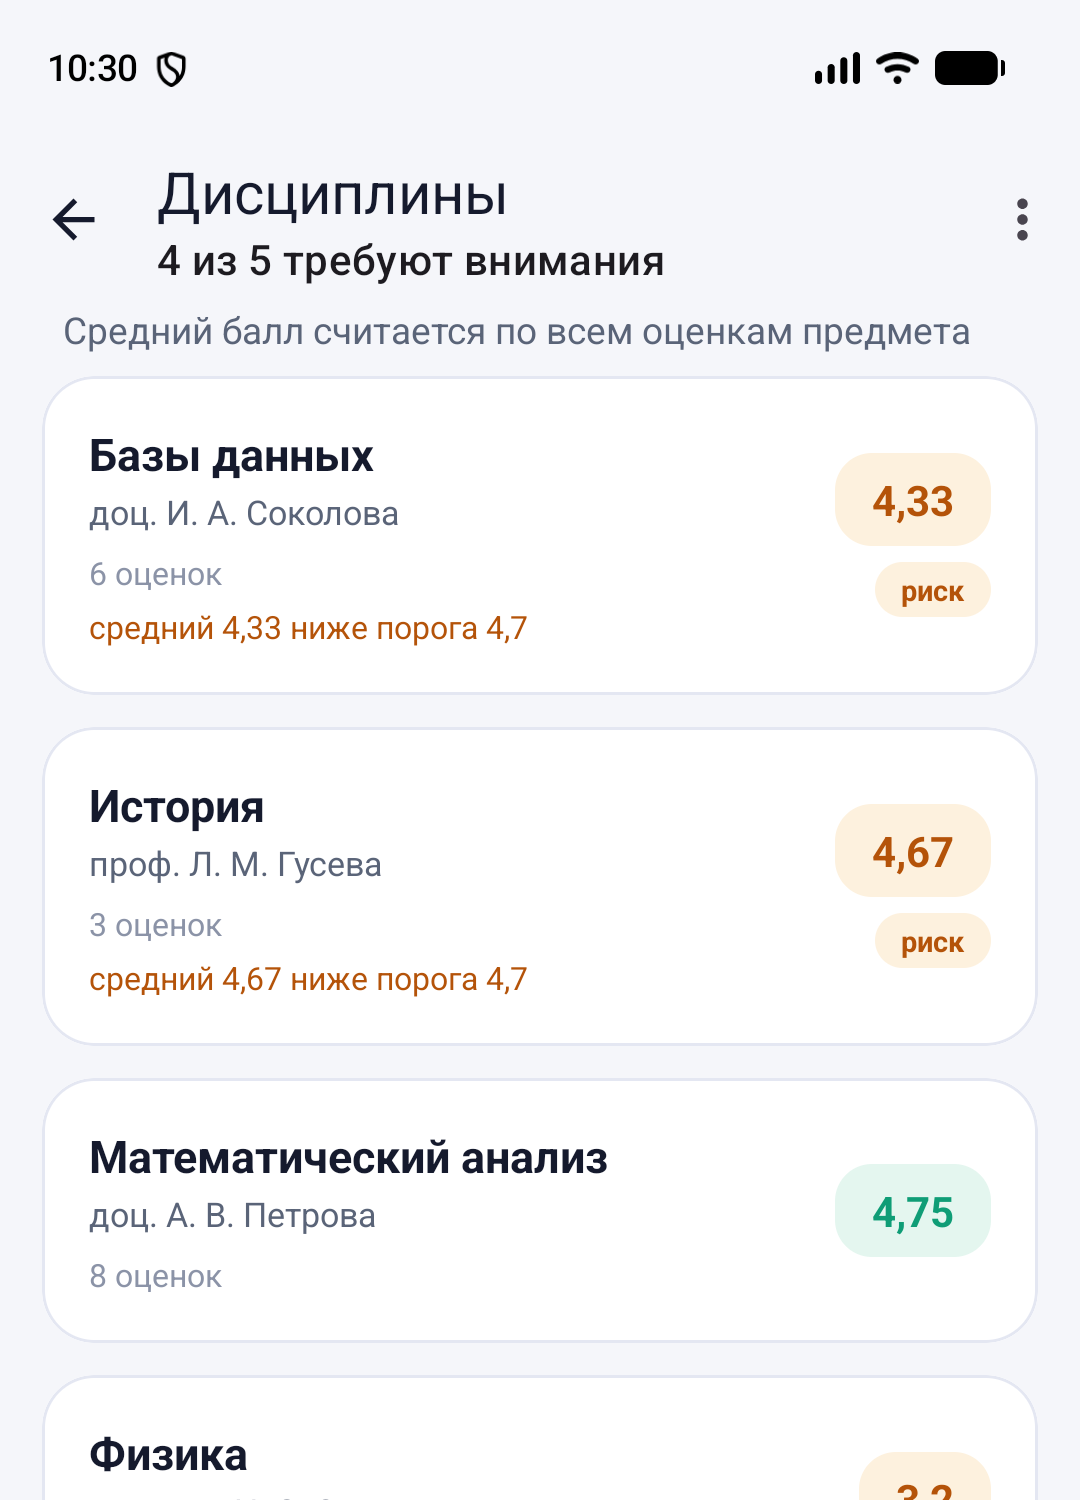 10:30
Дисциплины
4 из 5 требуют внимания
Средний балл считается по всем оценкам предмета
Базы данных
доц. И. А. Соколова
6 оценок
средний 4,33 ниже порога 4,7
4,33
риск
История
проф. Л. М. Гусева
3 оценок
средний 4,67 ниже порога 4,7
4,67
риск
Математический анализ
доц. А. В. Петрова
8 оценок
4,75
Физика
3,2